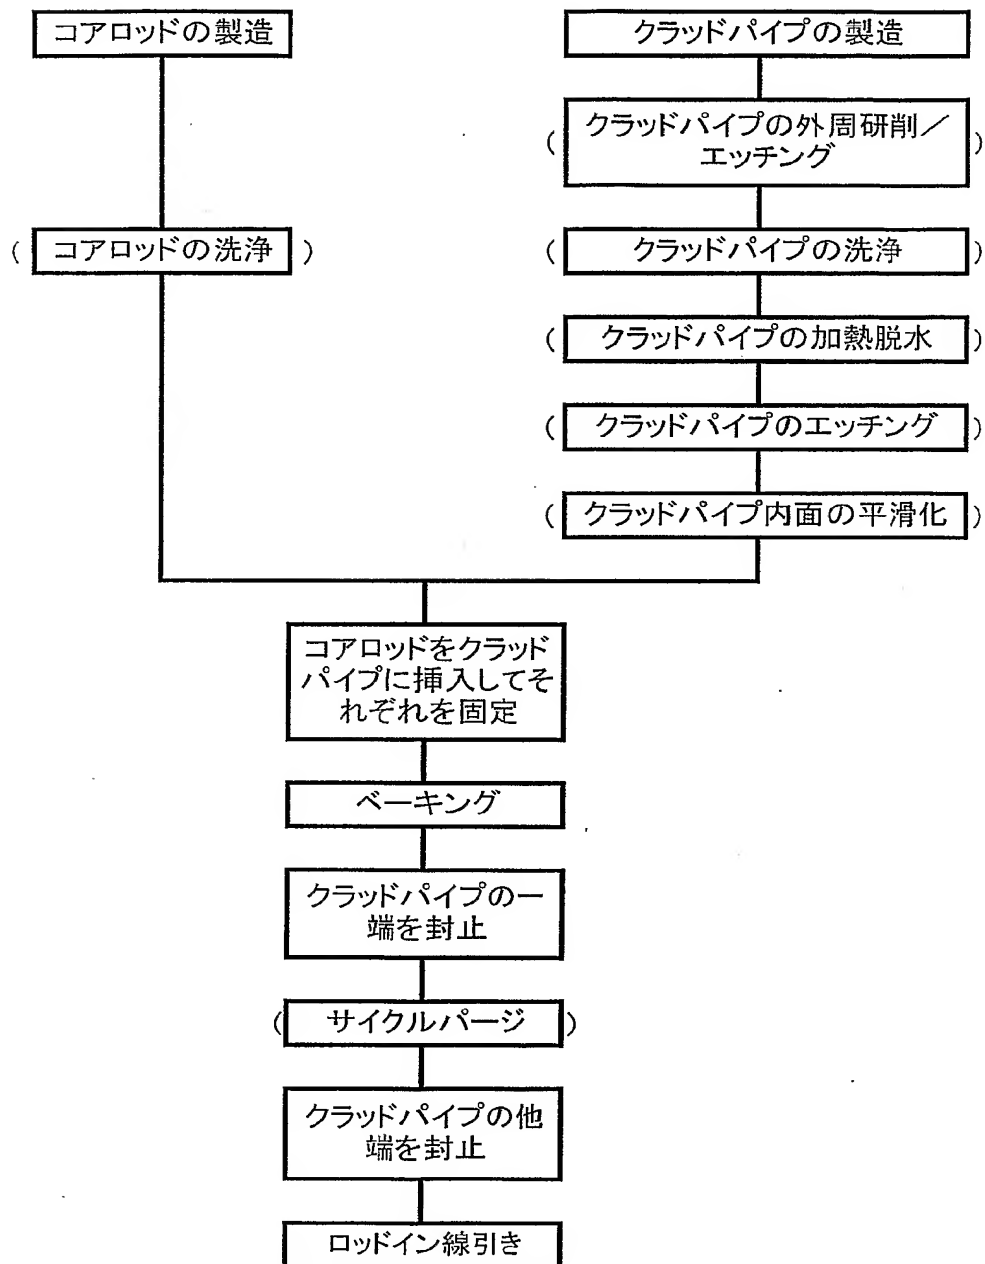 コアロッドの製造
クラッドパイプの製造
( クラッドパイプの外周研削/
エッチング )
( コアロッドの洗浄 )
( クラッドパイプの洗浄 )
( クラッドパイプの加熱脱水 )
( クラッドパイプのエッチング )
( クラッドパイプ内面の平滑化 )
コアロッドをクラッド
パイプに挿入してそ
れぞれを固定
ベーキング
クラッドパイプの一
端を封止
( サイクルパージ )
クラッドパイプの他
端を封止
ロッドイン線引き